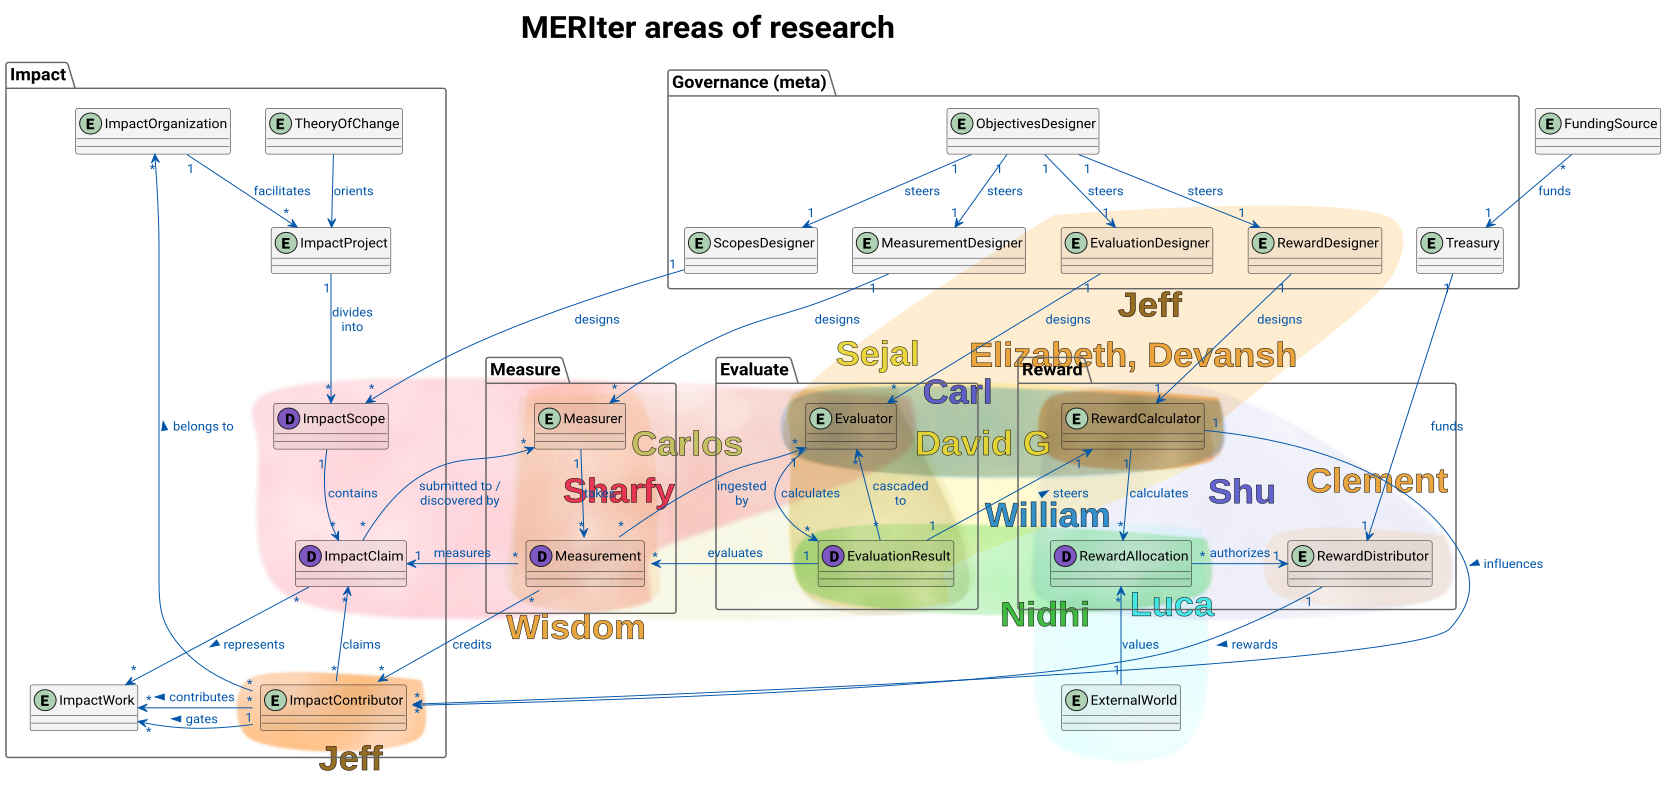 MERIter areas of research
Impact
Governance (meta)
E ImpactOrganization
E TheoryOfChange
E ObjectivesDesigner
E FundingSource
* 1 1 1 1 1 *
facilitates
orients
steers
steers
steers
steers
funds
* 1 1 1 1 1
E ImpactProject
E ScopesDesigner
E MeasurementDesigner
E EvaluationDesigner
E RewardDesigner
E Treasury
1 1 1 1 1 1
Jeff
divides
into
designs
designs
designs
designs
Sejal
Elizabeth, Devansh
Measure
Evaluate
Reward
* * * * 1
Carl
D ImpactScope
E Measurer
E Evaluator
E RewardCalculator
1
belongs to
funds
Carlos
David G
* *
1 1 1 * 1 1
contains
submitted to /
discovered by
takes
Sharfy
ingested
by
calculates
cascaded
to
steers
calculates
Shu
Clement
William
* * * * * * 1 * 1
D ImpactClaim
1 measures *
D Measurement
* evaluates 1
D EvaluationResult
D RewardAllocation
* authorizes 1
E RewardDistributor
influences
* * * * 1
Wisdom
Nidhi
Luca
represents
claims
credits
values
rewards
* * * 1
E ImpactWork
* contributes *
* gates 1
*
E ImpactContributor
*
*
E ExternalWorld
Jeff